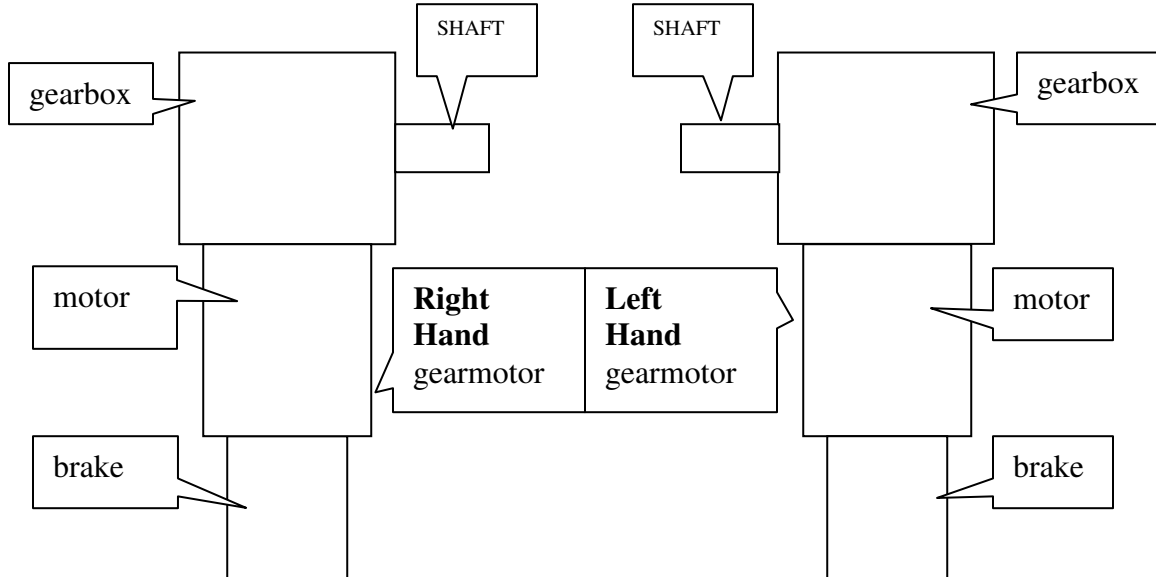 SHAFT
SHAFT
gearbox
gearbox
motor
Right
Hand
gearmotor
Left
Hand
gearmotor
motor
brake
brake